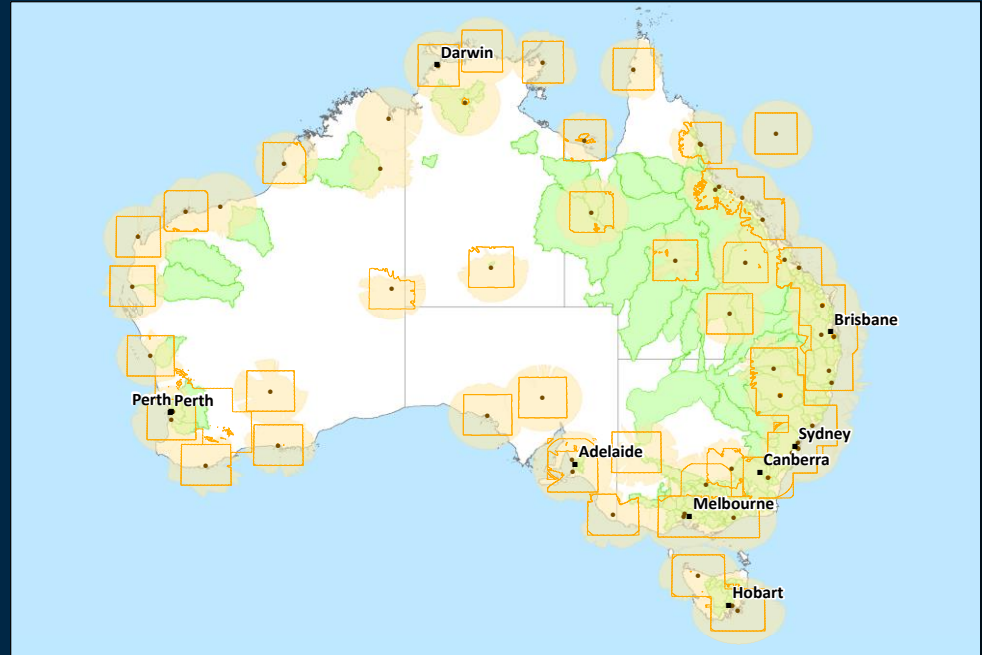 Darwin
Brisbane
Perth Perth
Sydney
Adelaide
Canberra
Melbourne
Hobart